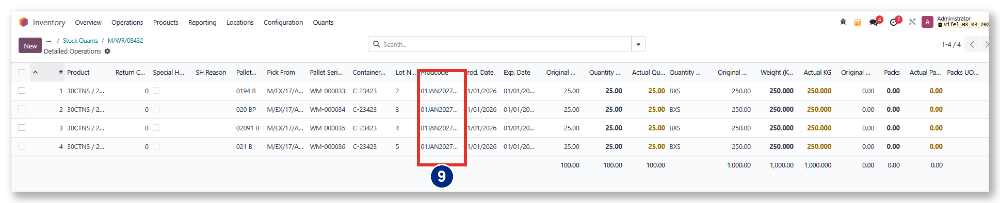 Inventory Overview Operations Products Reporting Locations Configuration Quants 4 7 A Administrator
vifel_08_03_202
New ... / Stock Quants / M/WR/08432 Search... 1-4 / 4
Detailed Operations
# Product Return C... Special H... SH Reason Pallet... Pick From Pallet Seri... Container... Lot N... Prodcode rod. Date Exp. Date Original ... Quantity ... Actual Qu... Quantity ... Original ... Weight (K... Actual KG Original ... Packs Actual Pa... Packs UO...
1 30CTNS / 2... 0 0194 B M/EX/17/A... WM-000033 C-23423 2 01JAN2027... 1/01/2026 01/01/20... 25.00 25.00 25.00 BXS 250.00 250.000 250.000 0.00 0.00 0.00
2 30CTNS / 2... 0 020 BP M/EX/17/A... WM-000034 C-23423 3 01JAN2027... 1/01/2026 01/01/20... 25.00 25.00 25.00 BXS 250.00 250.000 250.000 0.00 0.00 0.00
3 30CTNS / 2... 0 02091 B M/EX/17/A... WM-000035 C-23423 4 01JAN2027... 1/01/2026 01/01/20... 25.00 25.00 25.00 BXS 250.00 250.000 250.000 0.00 0.00 0.00
4 30CTNS / 2... 0 021 B M/EX/17/A... WM-000036 C-23423 5 01JAN2027... 1/01/2026 01/01/20... 25.00 25.00 25.00 BXS 250.00 250.000 250.000 0.00 0.00 0.00
100.00 100.00 100.00 1,000.00 1,000.00 1,000.000 0.00 0.00 0.00
9